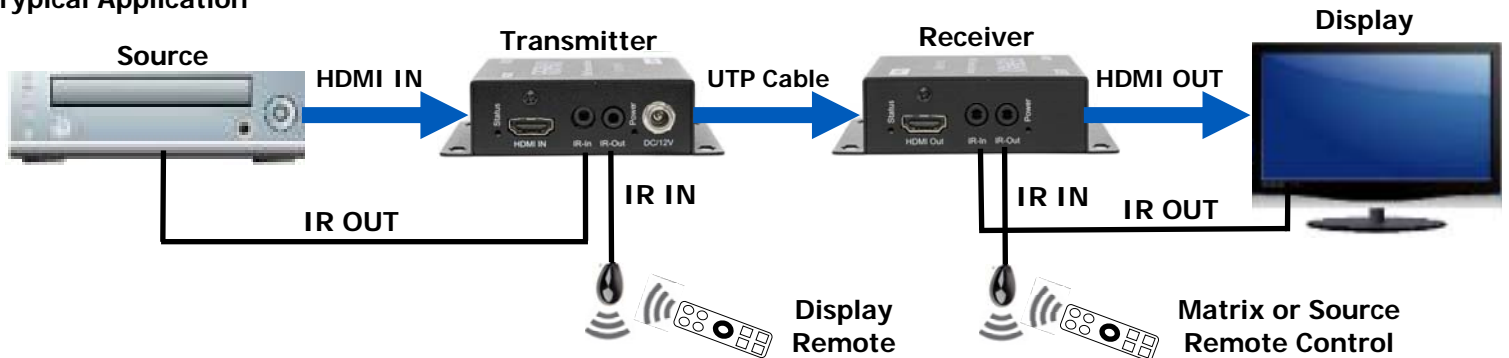 Typical Application
Source
Transmitter
Receiver
Display
HDMI IN
UTP Cable
HDMI OUT
Status
HDMI IN
IR-In
IR-Out
Power
DC/12V
Status
HDMI Out
IR-In
IR-Out
Power
IR OUT
IR IN
IR IN
IR OUT
Display
Remote
Matrix or Source
Remote Control